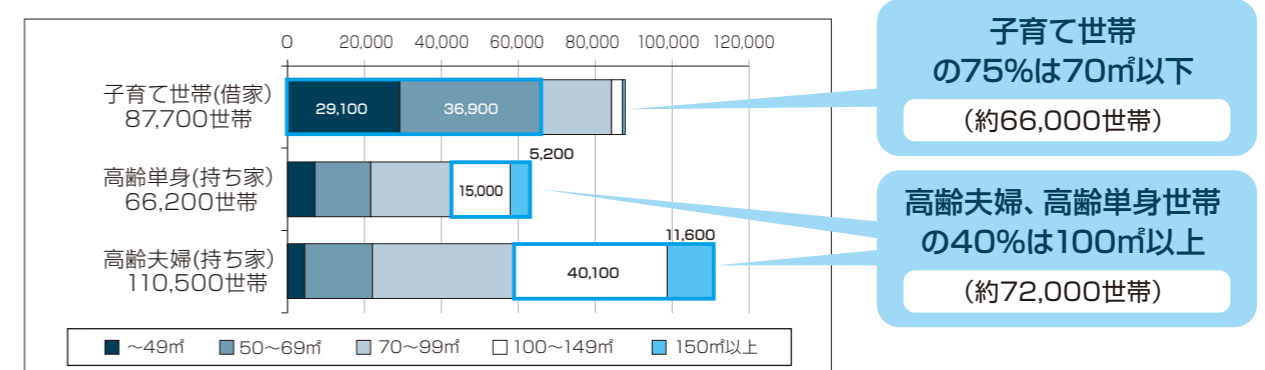 0 20,000 40,000 60,000 80,000 100,000 120,000
子育て世帯(借家)
87,700世帯
29,100 36,900
5,200
高齢単身(持ち家)
66,200世帯
15,000
11,600
高齢夫婦(持ち家)
110,500世帯
40,100
～49㎡ 50～69㎡ 70～99㎡ 100～149㎡ 150㎡以上
子育て世帯
の75%は70㎡以下
(約66,000世帯)
高齢夫婦、高齢単身世帯
の40%は100㎡以上
(約72,000世帯)